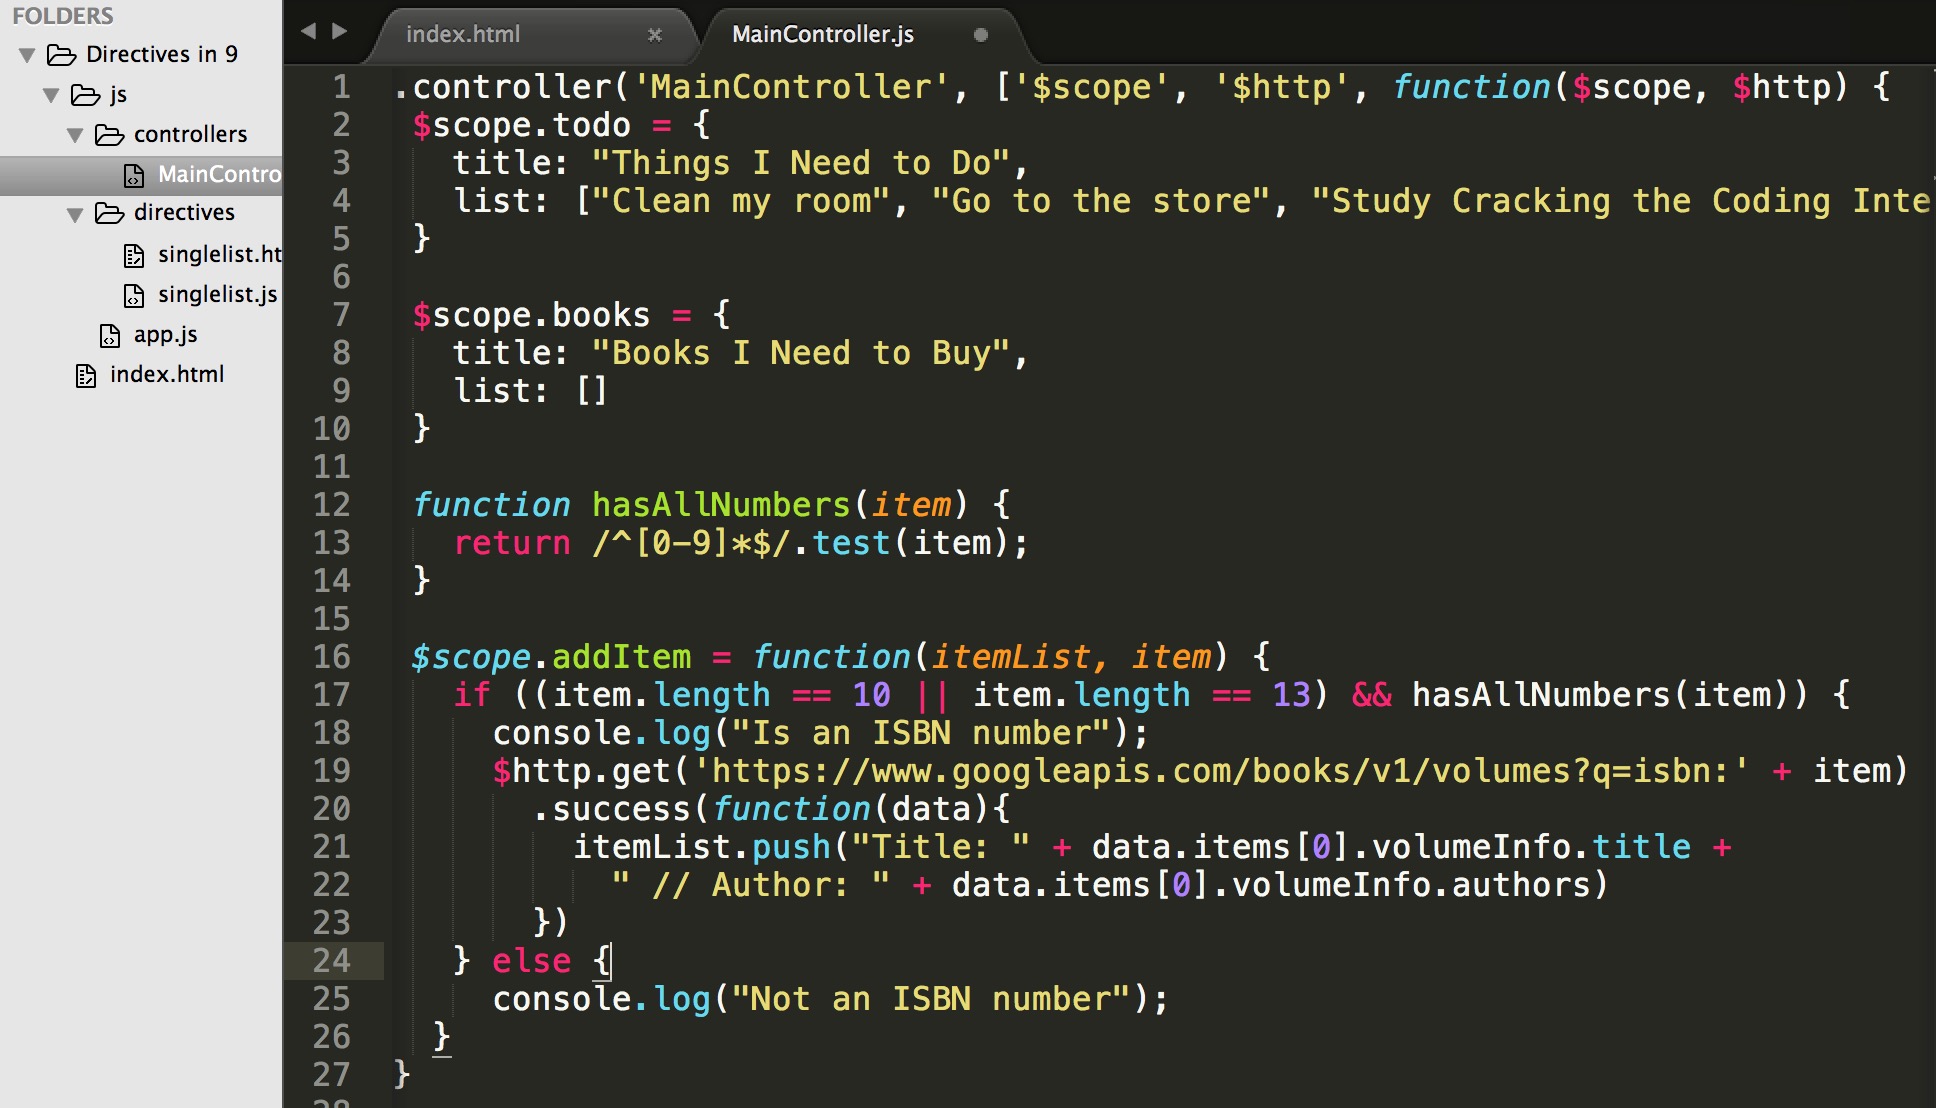 FOLDERS
Directives in 9
js
controllers
MainContro
directives
singlelist.ht
singlelist.js
app.js
index.html
index.html
MainController.js
1 .controller('MainController', ['$scope', '$http', function($scope, $http) {
2 $scope.todo = {
3 title: "Things I Need to Do",
4 list: ["Clean my room", "Go to the store", "Study Cracking the Coding Inte
5 }
6
7 $scope.books = {
8 title: "Books I Need to Buy",
9 list: []
10 }
11
12 function hasAllNumbers(item) {
13 return /^[0-9]*$/.test(item);
14 }
15
16 $scope.addItem = function(itemList, item) {
17 if ((item.length == 10 || item.length == 13) && hasAllNumbers(item)) {
18 console.log("Is an ISBN number");
19 $http.get('https://www.googleapis.com/books/v1/volumes?q=isbn:' + item)
20 .success(function(data){
21 itemList.push("Title: " + data.items[0].volumeInfo.title +
22 " // Author: " + data.items[0].volumeInfo.authors)
23 })
24 } else {
25 console.log("Not an ISBN number");
26 }
27 }
28